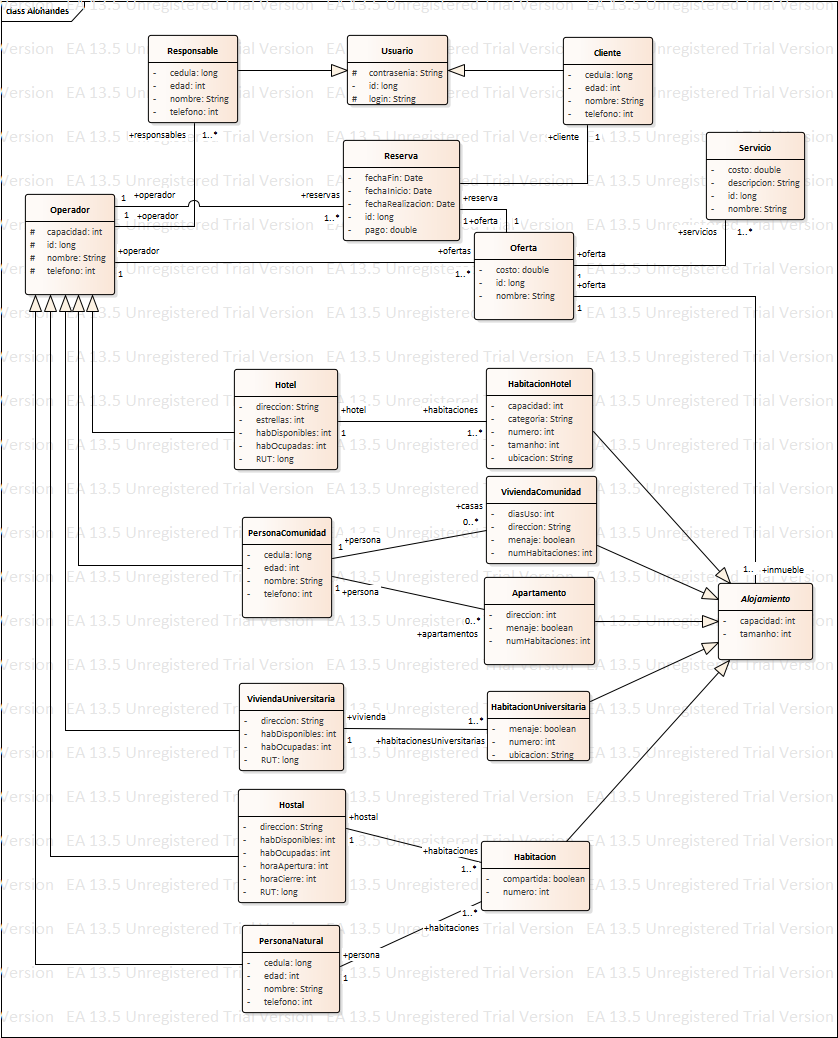 class Alohandes
Responsable
- cedula: long
- edad: int
- nombre: String
- telefono: int
Usuario
# contrasenia: String
- id: long
# login: String
Cliente
- cedula: long
- edad: int
- nombre: String
- telefono: int
+responsables 1..*
+cliente 1
Servicio
- costo: double
- descripcion: String
- id: long
- nombre: String
Reserva
- fechaFin: Date
- fechaInicio: Date
- fechaRealizacion: Date
- id: long
- pago: double
Operador
# capacidad: int
# id: long
# nombre: String
# telefono: int
1 +operador
+reservas
1..*
1 +operador
+reserva
1 +oferta 1
+servicios 1..*
+operador
1
+ofertas
1..*
Oferta
- costo: double
- id: long
- nombre: String
+oferta
1
+oferta
1
Hotel
- direccion: String
- estrellas: int
- habDisponibles: int
- habOcupadas: int
- RUT: long
+hotel
1
+habitaciones
1..*
HabitacionHotel
- capacidad: int
- categoria: String
- numero: int
- tamanho: int
- ubicacion: String
ViviendaComunidad
- diasUso: int
- direccion: String
- menaje: boolean
- numHabitaciones: int
+casas
0..*
PersonaComunidad
- cedula: long
- edad: int
- nombre: String
- telefono: int
+persona
1
1
+persona
Apartamento
- direccion: int
- menaje: boolean
- numHabitaciones: int
0..*
+apartamentos
1.. +inmueble
Alojamiento
- capacidad: int
- tamanho: int
ViviendaUniversitaria
- direccion: String
- habDisponibles: int
- habOcupadas: int
- RUT: long
+vivienda
1
1..*
+habitacionesUniversitarias
HabitacionUniversitaria
- menaje: boolean
- numero: int
- ubicacion: String
Hostal
- direccion: String
- habDisponibles: int
- habOcupadas: int
- horaApertura: int
- horaCierre: int
- RUT: long
+hostal
1
+habitaciones
1..*
Habitacion
- compartida: boolean
- numero: int
1..*
+habitaciones
PersonaNatural
- cedula: long
- edad: int
- nombre: String
- telefono: int
+persona
1
EA 13.5 Unregistered Trial Version